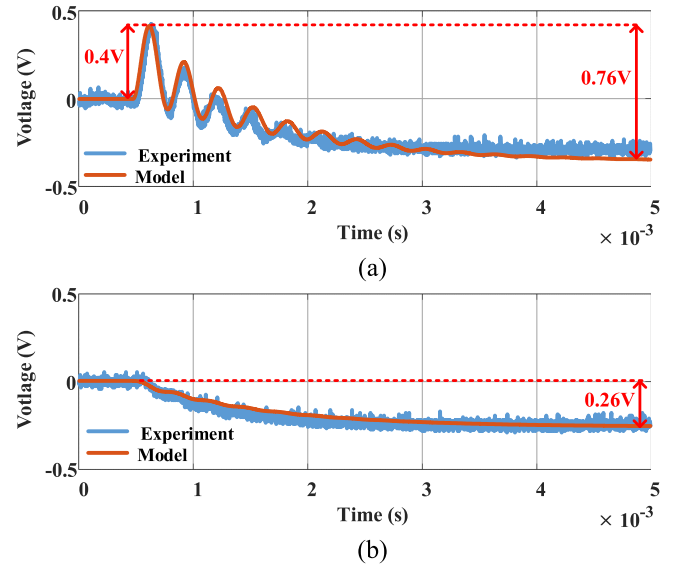 0.5
0.4V
0.76V
0
Votlage (V)
Experiment
Model
-0.5
0 1 2 3 4 5
Time (s)
× 10-3
(a)
0.5
0
0.26V
Votlage (V)
Experiment
Model
-0.5
0 1 2 3 4 5
Time (s)
× 10-3
(b)